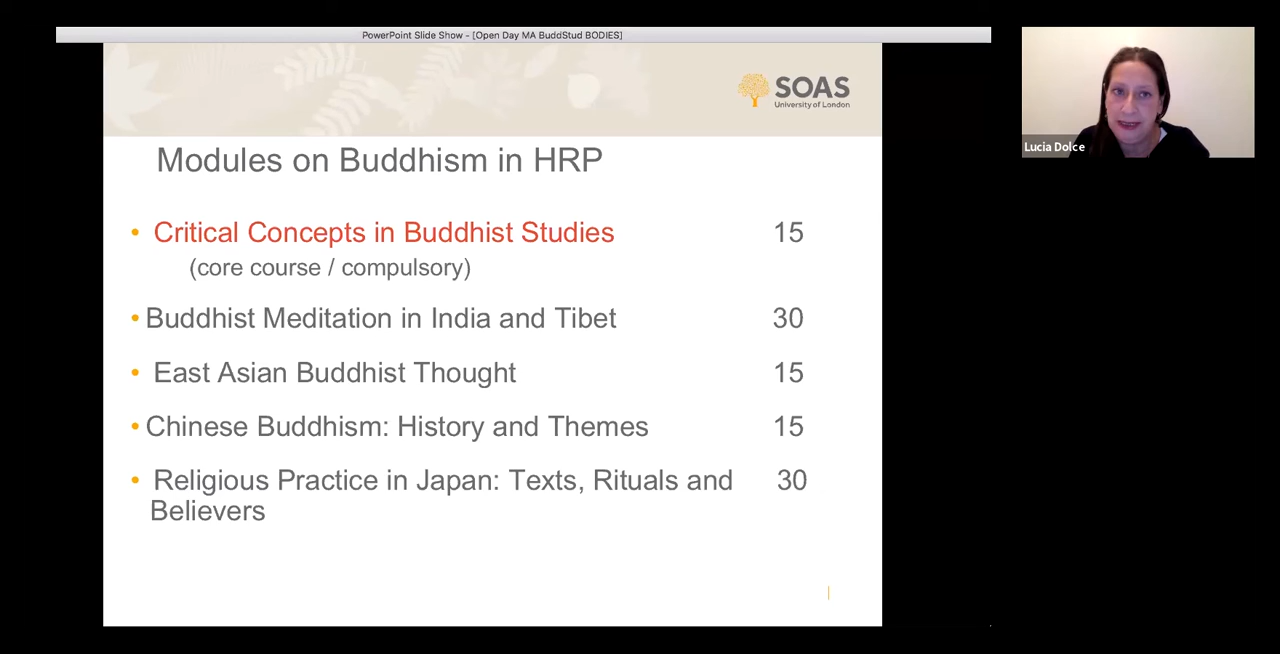 PowerPoint Slide Show - [Open Day MA BuddStud BODIES]
SOAS
University of London
Lucia Dolce
Modules on Buddhism in HRP
• Critical Concepts in Buddhist Studies 15
(core course / compulsory)
• Buddhist Meditation in India and Tibet 30
• East Asian Buddhist Thought 15
• Chinese Buddhism: History and Themes 15
• Religious Practice in Japan: Texts, Rituals and 30
Believers